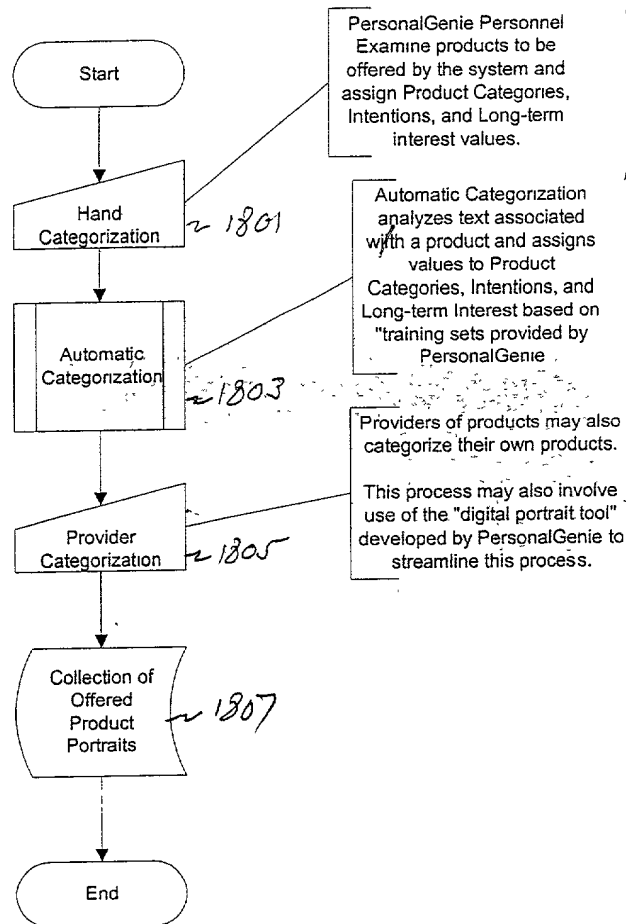 Start
PersonalGenie Personnel
Examine products to be
offered by the system and
assign Product Categories,
Intentions, and Long-term
interest values.
Hand
Categorization
1801
Automatic Categorization
analyzes text associated
with a product and assigns
values to Product
Categories, Intentions, and
Long-term Interest based on
"training sets provided by
PersonalGenie
Automatic
Categorization
1803
Providers of products may also
categorize their own products.
This process may also involve
use of the "digital portrait tool"
developed by PersonalGenie to
streamline this process.
Provider
Categorization
1805
Collection of
Offered
Product
Portraits
1807
End